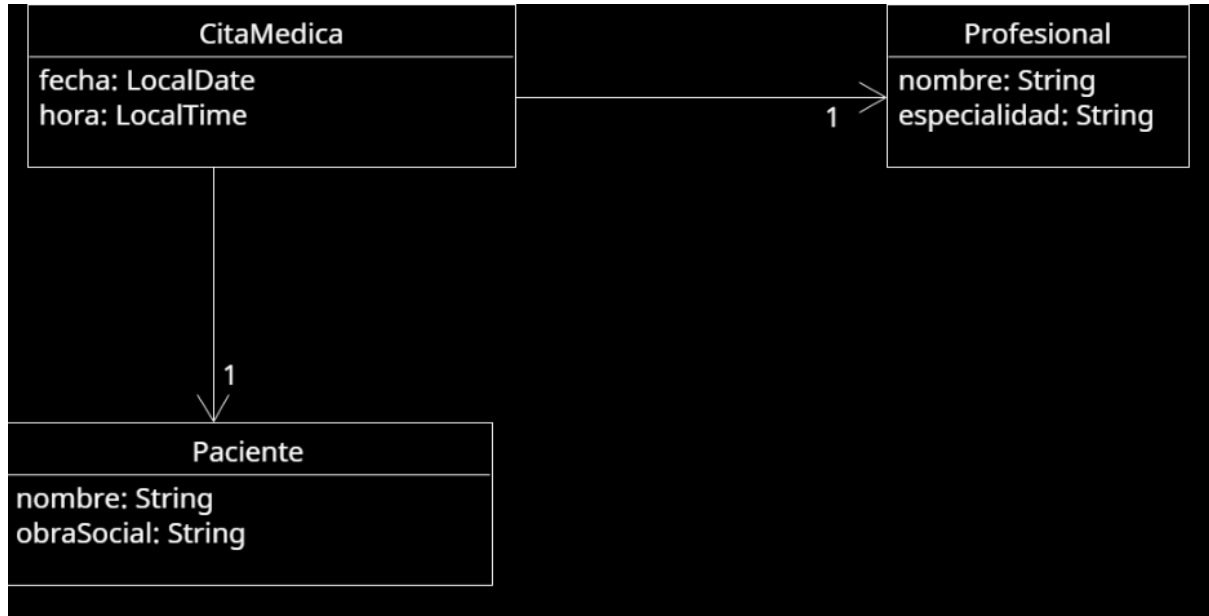 CitaMedica
fecha: LocalDate
hora: LocalTime
Profesional
nombre: String
especialidad: String
1
1
Paciente
nombre: String
obraSocial: String